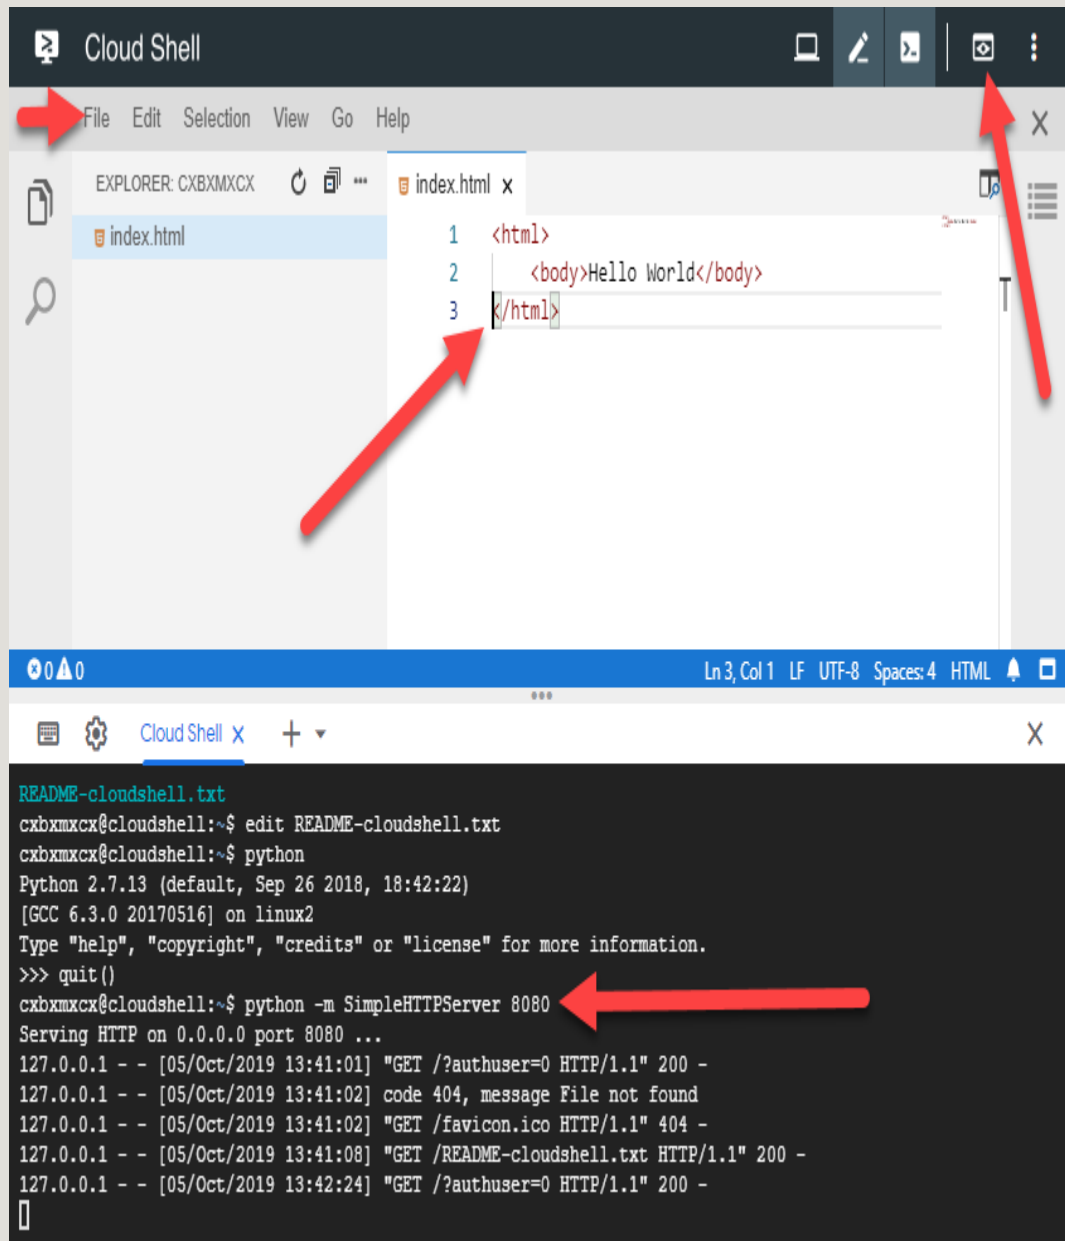 Cloud Shell
File Edit Selection View Go Help
EXPLORER: CXBXMXCX
index.html
index.html
1 <html>
2 <body>Hello World</body>
3 </html>
0 0
Ln 3, Col 1 LF UTF-8 Spaces: 4 HTML
Cloud Shell
README-cloudshell.txt
cxbxmxcx@cloudshell:~$ edit README-cloudshell.txt
cxbxmxcx@cloudshell:~$ python
Python 2.7.13 (default, Sep 26 2018, 18:42:22)
[GCC 6.3.0 20170516] on linux2
Type "help", "copyright", "credits" or "license" for more information.
>>> quit()
cxbxmxcx@cloudshell:~$ python -m SimpleHTTPServer 8080
Serving HTTP on 0.0.0.0 port 8080 ...
127.0.0.1 - - [05/Oct/2019 13:41:01] "GET /?authuser=0 HTTP/1.1" 200 -
127.0.0.1 - - [05/Oct/2019 13:41:02] code 404, message File not found
127.0.0.1 - - [05/Oct/2019 13:41:02] "GET /favicon.ico HTTP/1.1" 404 -
127.0.0.1 - - [05/Oct/2019 13:41:08] "GET /README-cloudshell.txt HTTP/1.1" 200 -
127.0.0.1 - - [05/Oct/2019 13:42:24] "GET /?authuser=0 HTTP/1.1" 200 -